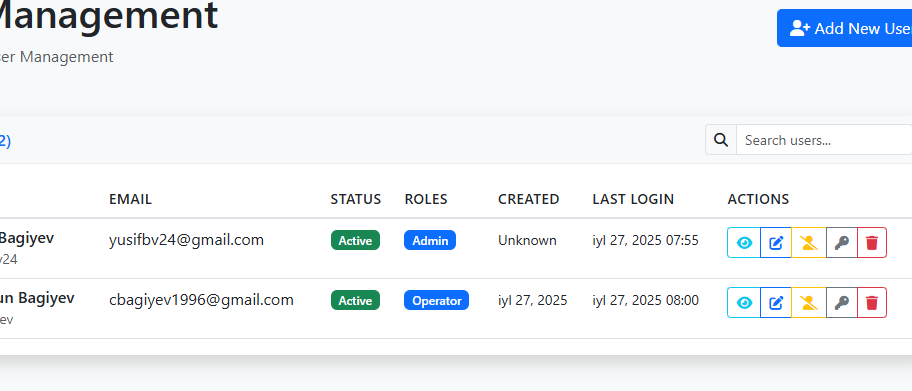 Management
ser Management
Add New User
2)
Search users...
EMAIL STATUS ROLES CREATED LAST LOGIN ACTIONS
Bagiyev yusifbv24@gmail.com Active Admin Unknown iyl 27, 2025 07:55
v24
un Bagiyev cbagiyev1996@gmail.com Active Operator iyl 27, 2025 iyl 27, 2025 08:00
ev